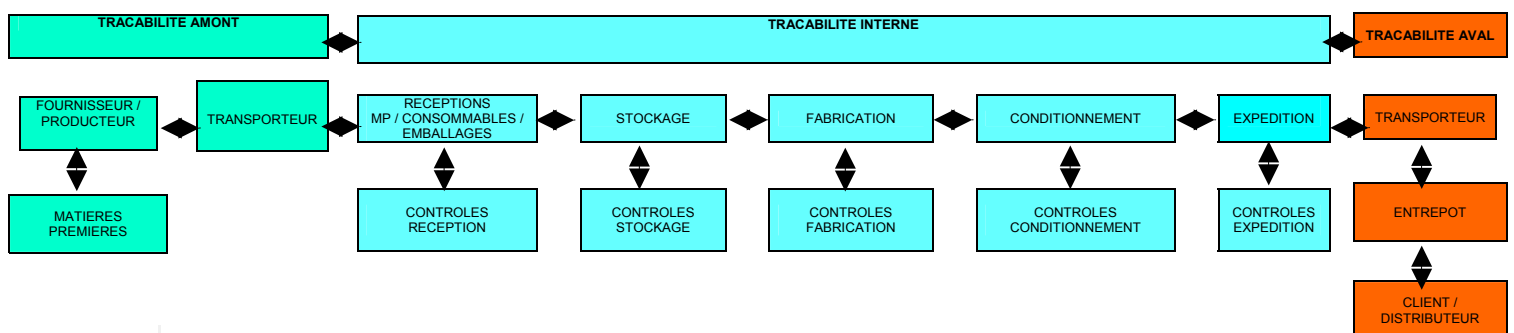 TRACABILITE AMONT
TRACABILITE INTERNE
TRACABILITE AVAL
FOURNISSEUR /
PRODUCTEUR
TRANSPORTEUR
RECEPTIONS
MP / CONSOMMABLES /
EMBALLAGES
STOCKAGE
FABRICATION
CONDITIONNEMENT
EXPEDITION
TRANSPORTEUR
MATIERES
PREMIERES
CONTROLES
RECEPTION
CONTROLES
STOCKAGE
CONTROLES
FABRICATION
CONTROLES
CONDITIONNEMENT
CONTROLES
EXPEDITION
ENTREPOT
CLIENT /
DISTRIBUTEUR